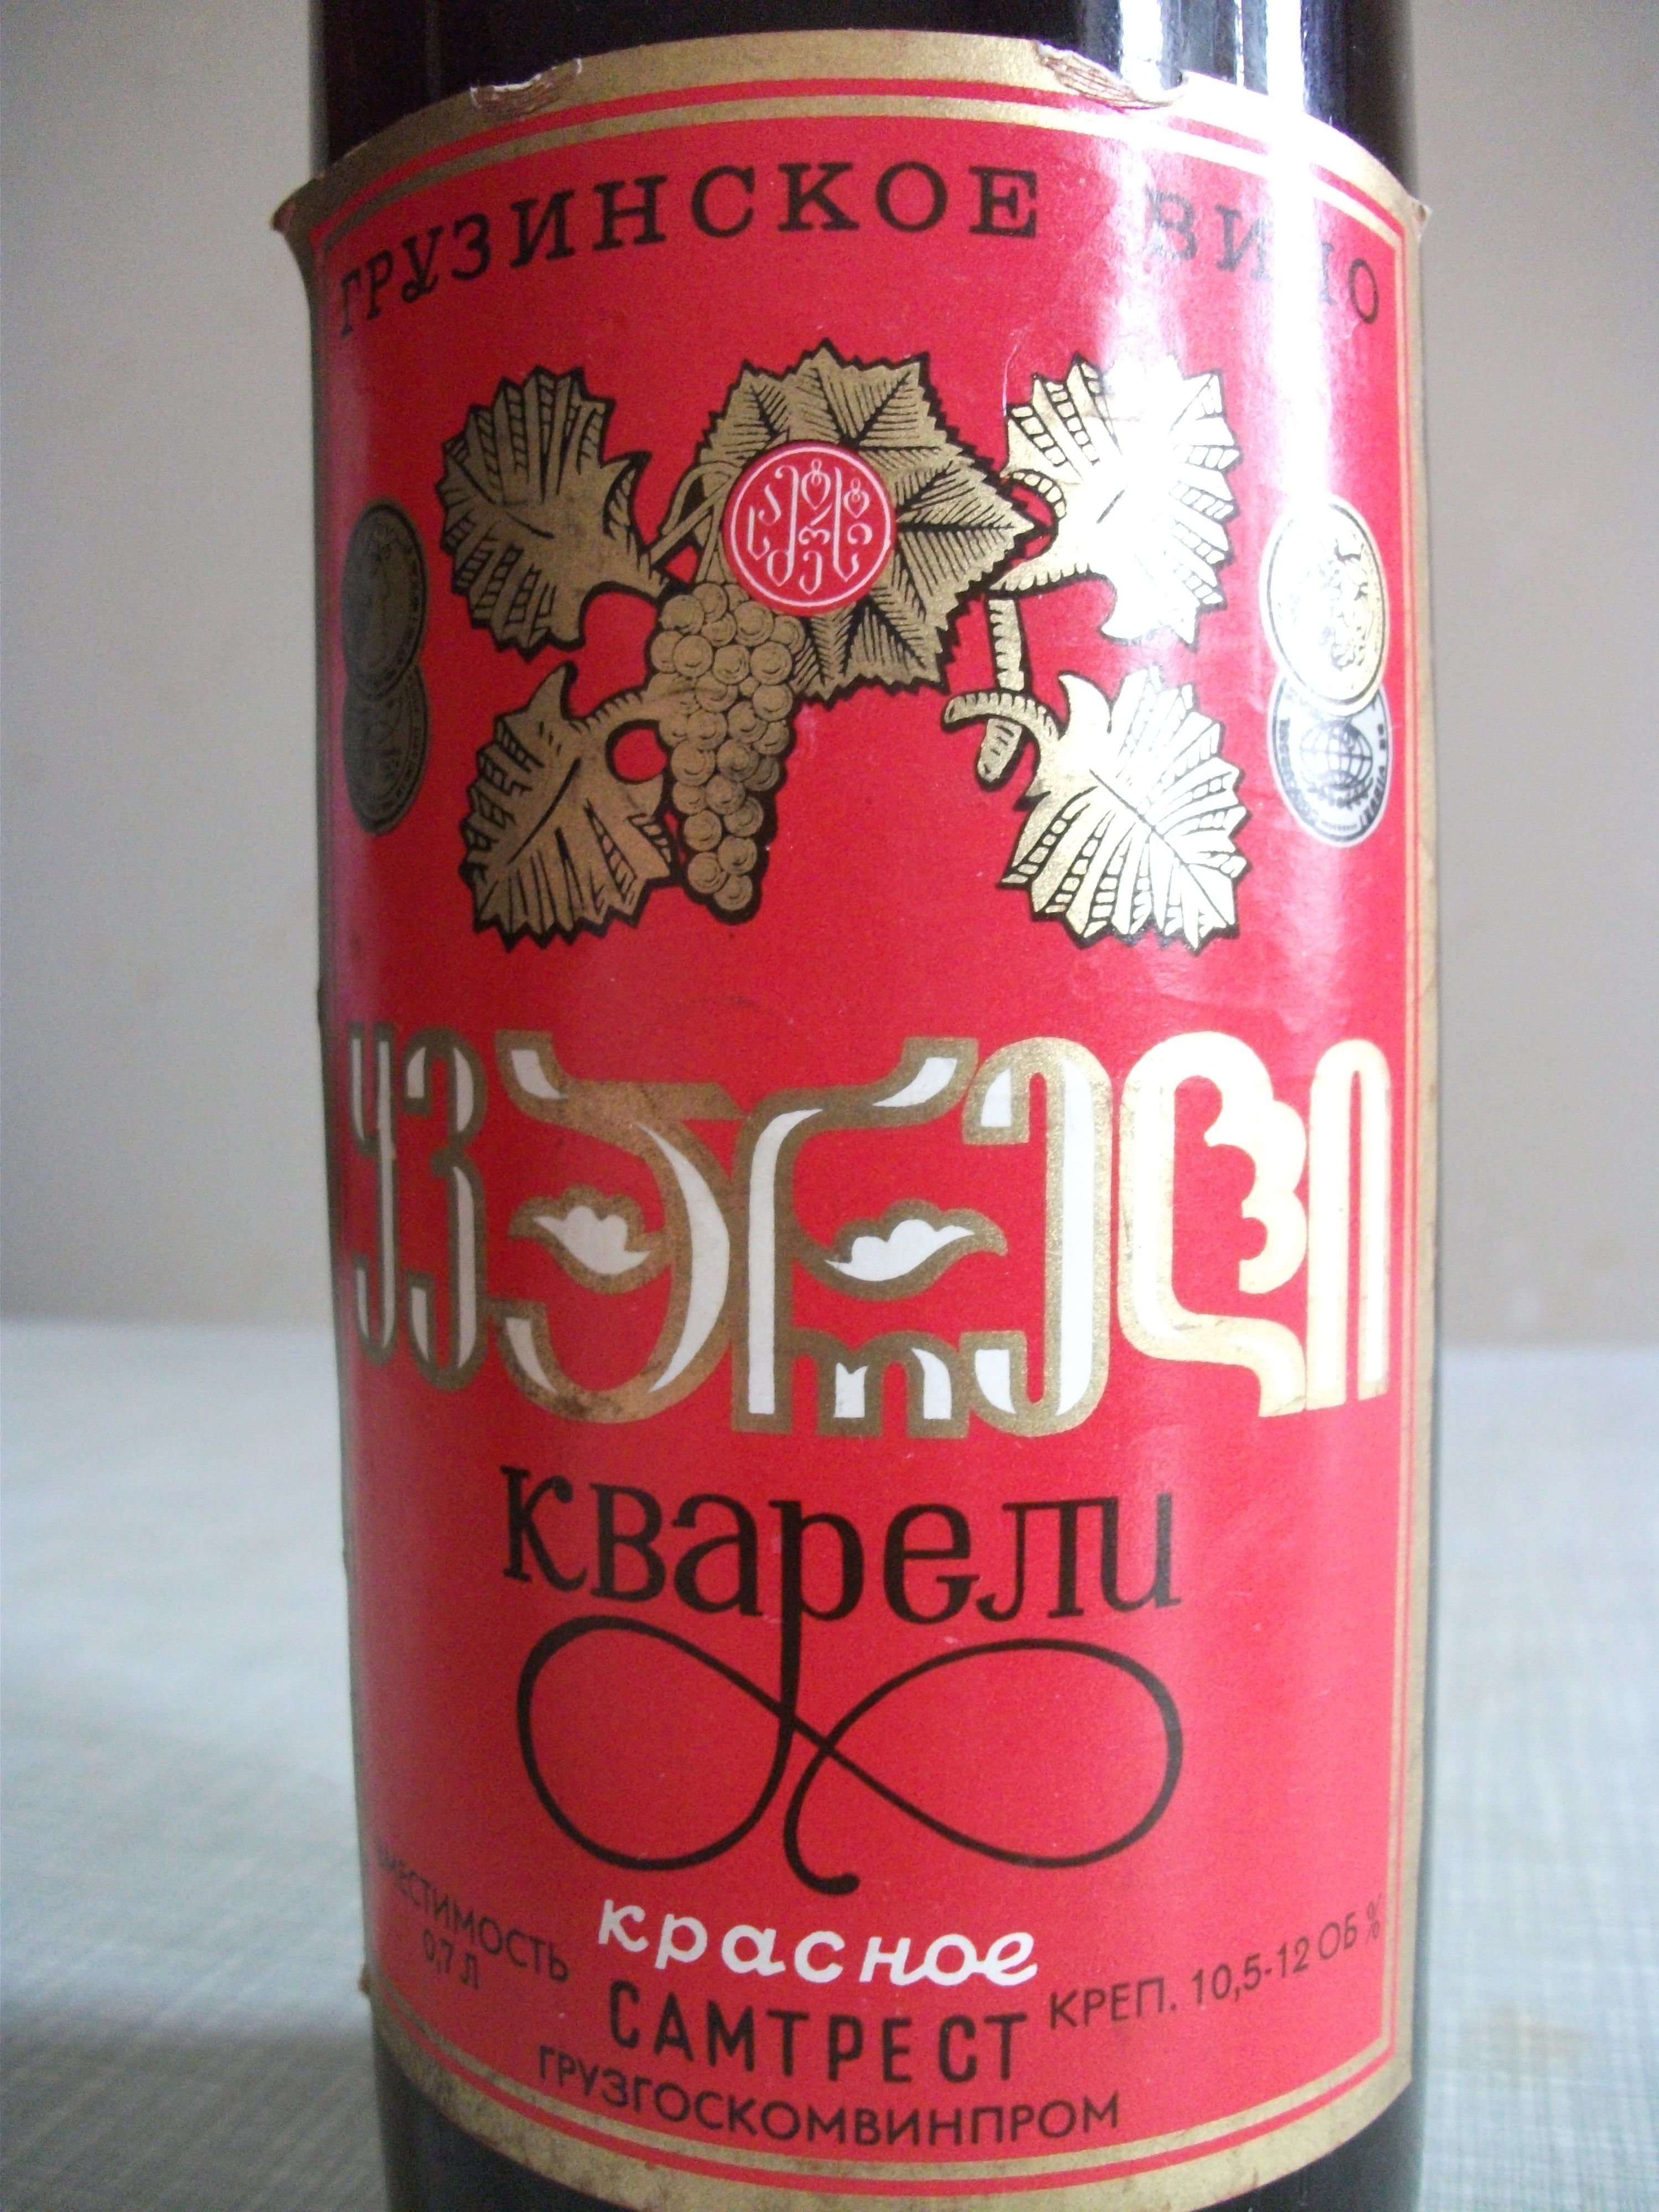 ГРУЗИНСКОЕ ВИНО
ყვარელი
кварели
красное
ВМЕСТИМОСТЬ
0,7 Л
КРЕП. 10,5-12 ОБ %
САМТРЕСТ
ГРУЗГОСКОМВИНПРОМ